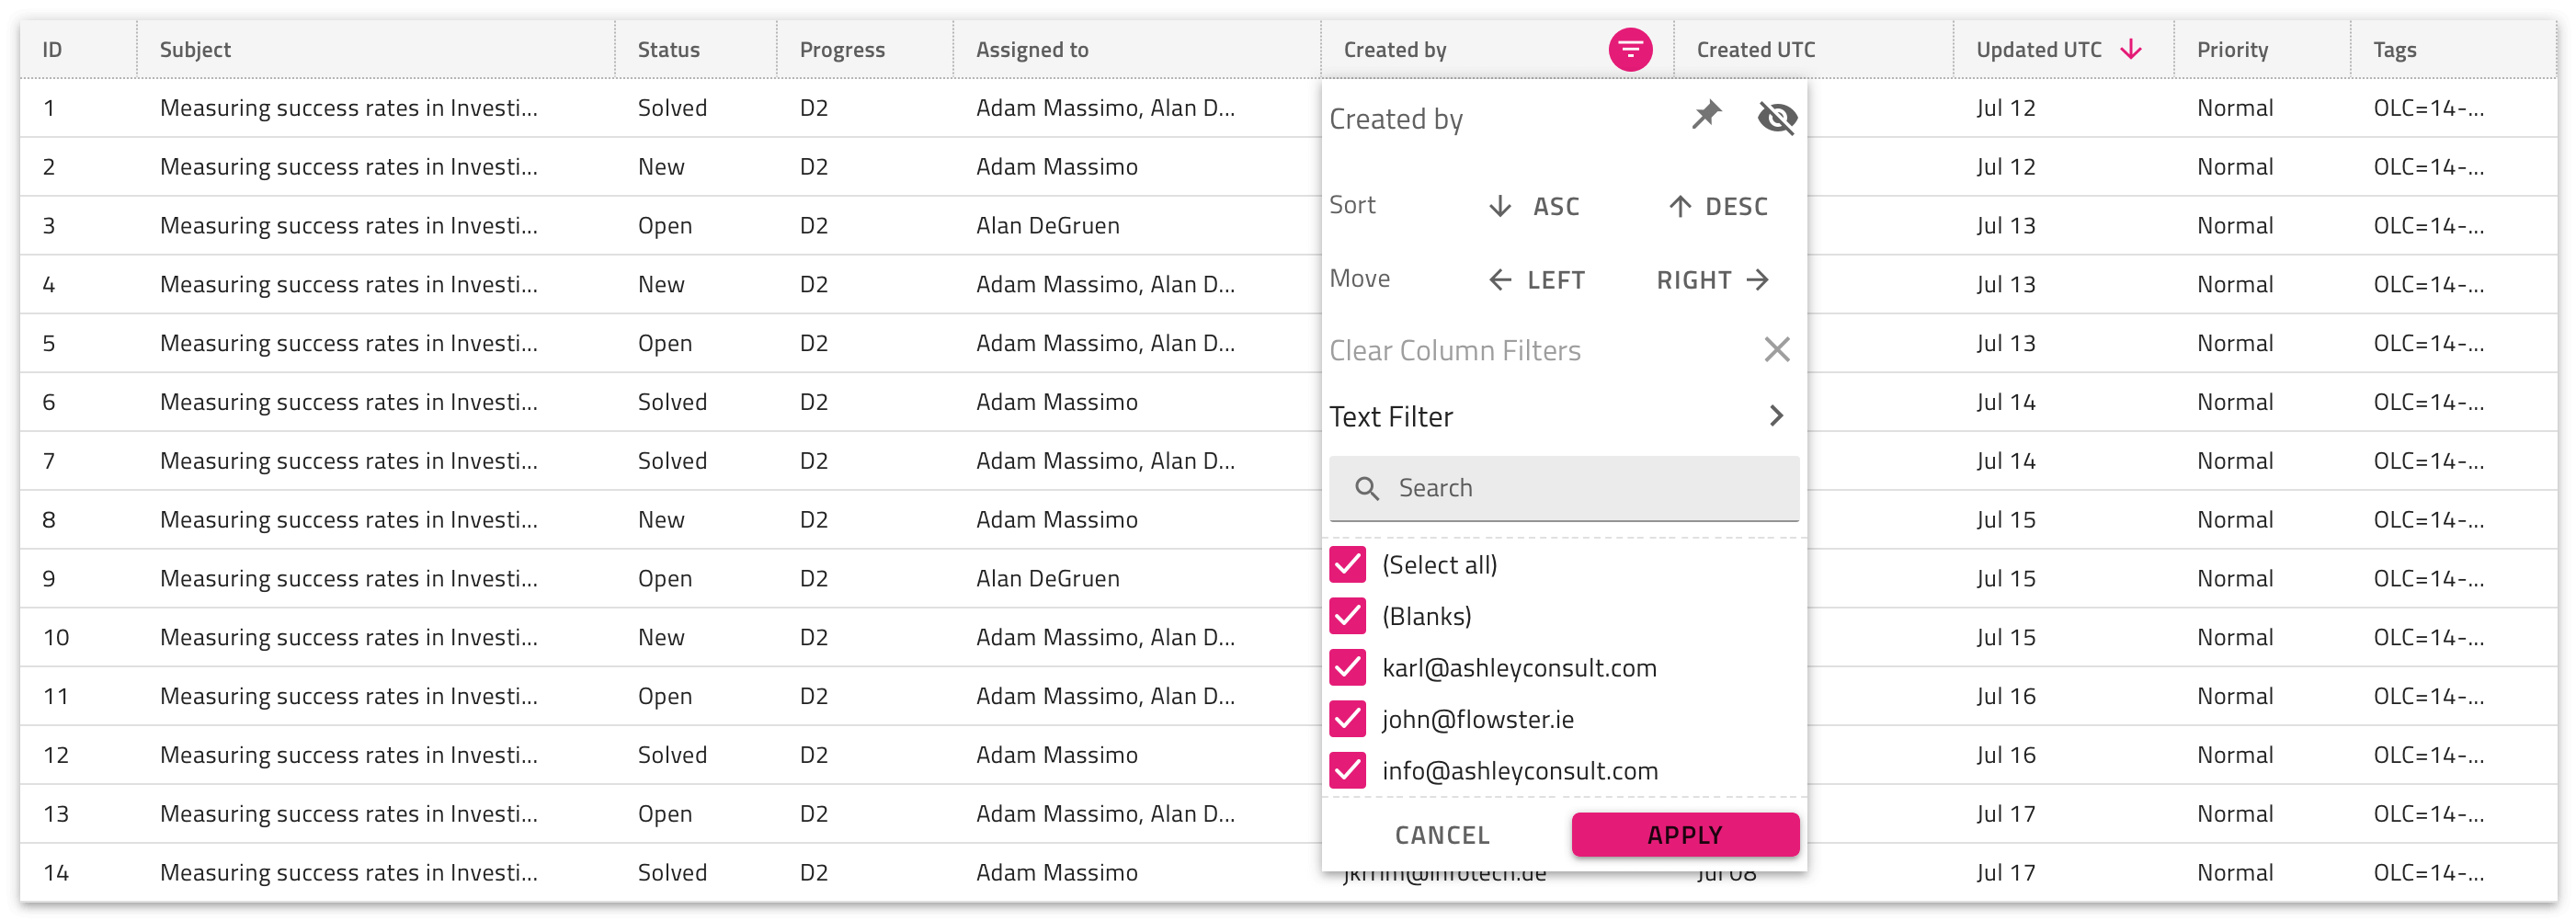 ID Subject Status Progress Assigned to Created by Created UTC Updated UTC Priority Tags
1 Measuring success rates in Investi... Solved D2 Adam Massimo, Alan D... Jul 12 Normal OLC=14-...
2 Measuring success rates in Investi... New D2 Adam Massimo Jul 12 Normal OLC=14-...
3 Measuring success rates in Investi... Open D2 Alan DeGruen Jul 13 Normal OLC=14-...
4 Measuring success rates in Investi... New D2 Adam Massimo, Alan D... Jul 13 Normal OLC=14-...
5 Measuring success rates in Investi... Open D2 Adam Massimo, Alan D... Jul 13 Normal OLC=14-...
6 Measuring success rates in Investi... Solved D2 Adam Massimo Jul 14 Normal OLC=14-...
7 Measuring success rates in Investi... Solved D2 Adam Massimo, Alan D... Jul 14 Normal OLC=14-...
8 Measuring success rates in Investi... New D2 Adam Massimo Jul 15 Normal OLC=14-...
9 Measuring success rates in Investi... Open D2 Alan DeGruen Jul 15 Normal OLC=14-...
10 Measuring success rates in Investi... New D2 Adam Massimo, Alan D... Jul 15 Normal OLC=14-...
11 Measuring success rates in Investi... Open D2 Adam Massimo, Alan D... Jul 16 Normal OLC=14-...
12 Measuring success rates in Investi... Solved D2 Adam Massimo Jul 16 Normal OLC=14-...
13 Measuring success rates in Investi... Open D2 Adam Massimo, Alan D... Jul 17 Normal OLC=14-...
14 Measuring success rates in Investi... Solved D2 Adam Massimo Jul 08 Jul 17 Normal OLC=14-...
Created by
Sort ASC DESC
Move LEFT RIGHT
Clear Column Filters
Text Filter
Search
(Select all)
(Blanks)
karl@ashleyconsult.com
john@flowster.ie
info@ashleyconsult.com
CANCEL APPLY